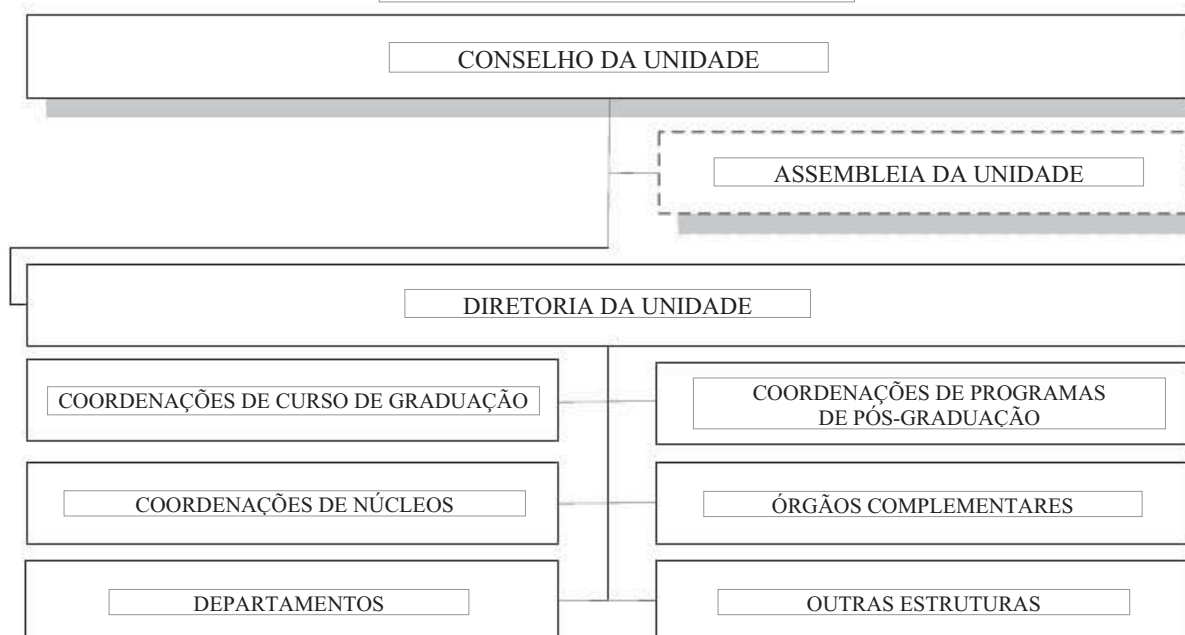 CONSELHO DA UNIDADE
ASSEMBLEIA DA UNIDADE
DIRETORIA DA UNIDADE
COORDENAÇÕES DE CURSO DE GRADUAÇÃO
COORDENAÇÕES DE PROGRAMAS
DE PÓS-GRADUAÇÃO
COORDENAÇÕES DE NÚCLEOS
ÓRGÃOS COMPLEMENTARES
DEPARTAMENTOS
OUTRAS ESTRUTURAS